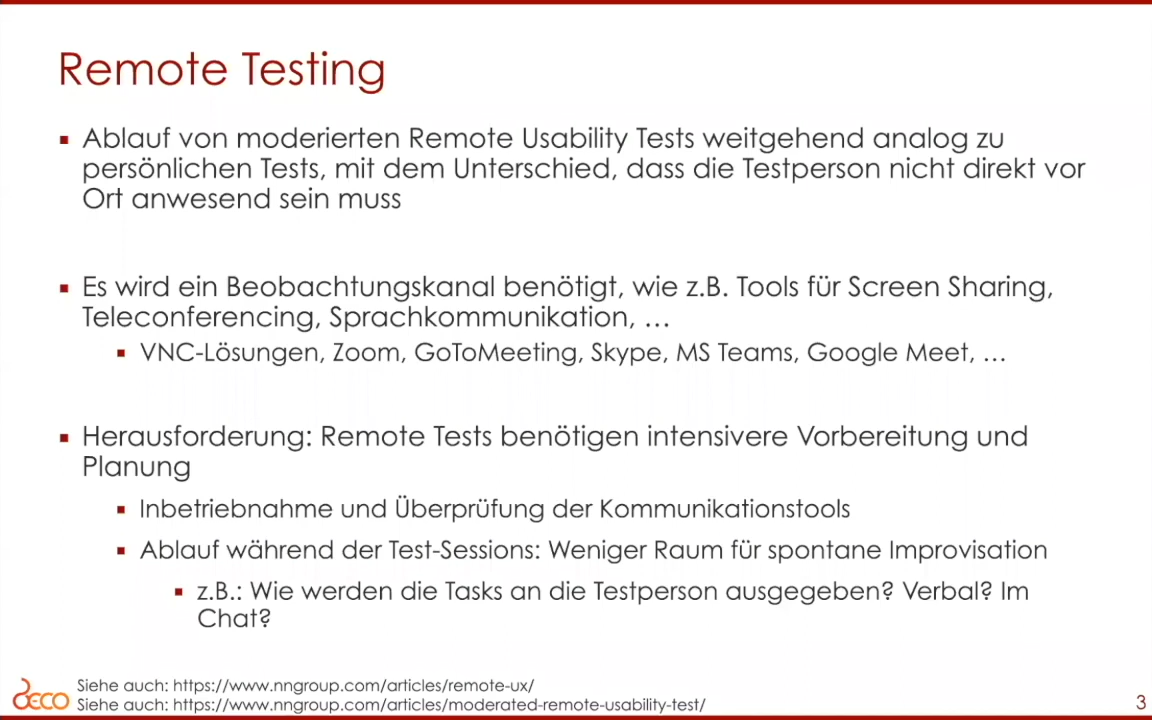 Remote Testing
Ablauf von moderierten Remote Usability Tests weitgehend analog zu
persönlichen Tests, mit dem Unterschied, dass die Testperson nicht direkt vor
Ort anwesend sein muss
Es wird ein Beobachtungskanal benötigt, wie z.B. Tools für Screen Sharing,
Teleconferencing, Sprachkommunikation, …
VNC-Lösungen, Zoom, GoToMeeting, Skype, MS Teams, Google Meet, …
Herausforderung: Remote Tests benötigen intensivere Vorbereitung und
Planung
Inbetriebnahme und Überprüfung der Kommunikationstools
Ablauf während der Test-Sessions: Weniger Raum für spontane Improvisation
z.B.: Wie werden die Tasks an die Testperson ausgegeben? Verbal? Im
Chat?
Siehe auch: https://www.nngroup.com/articles/remote-ux/
DECO Siehe auch: https://www.nngroup.com/articles/moderated-remote-usability-test/
3